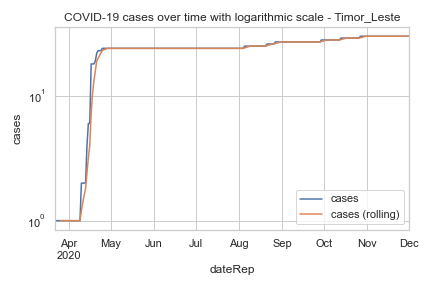 COVID-19 cases over time with logarithmic scale - Timor_Leste
cases
10¹
10⁰
Apr May Jun Jul Aug Sep Oct Nov Dec
2020
dateRep
cases
cases (rolling)